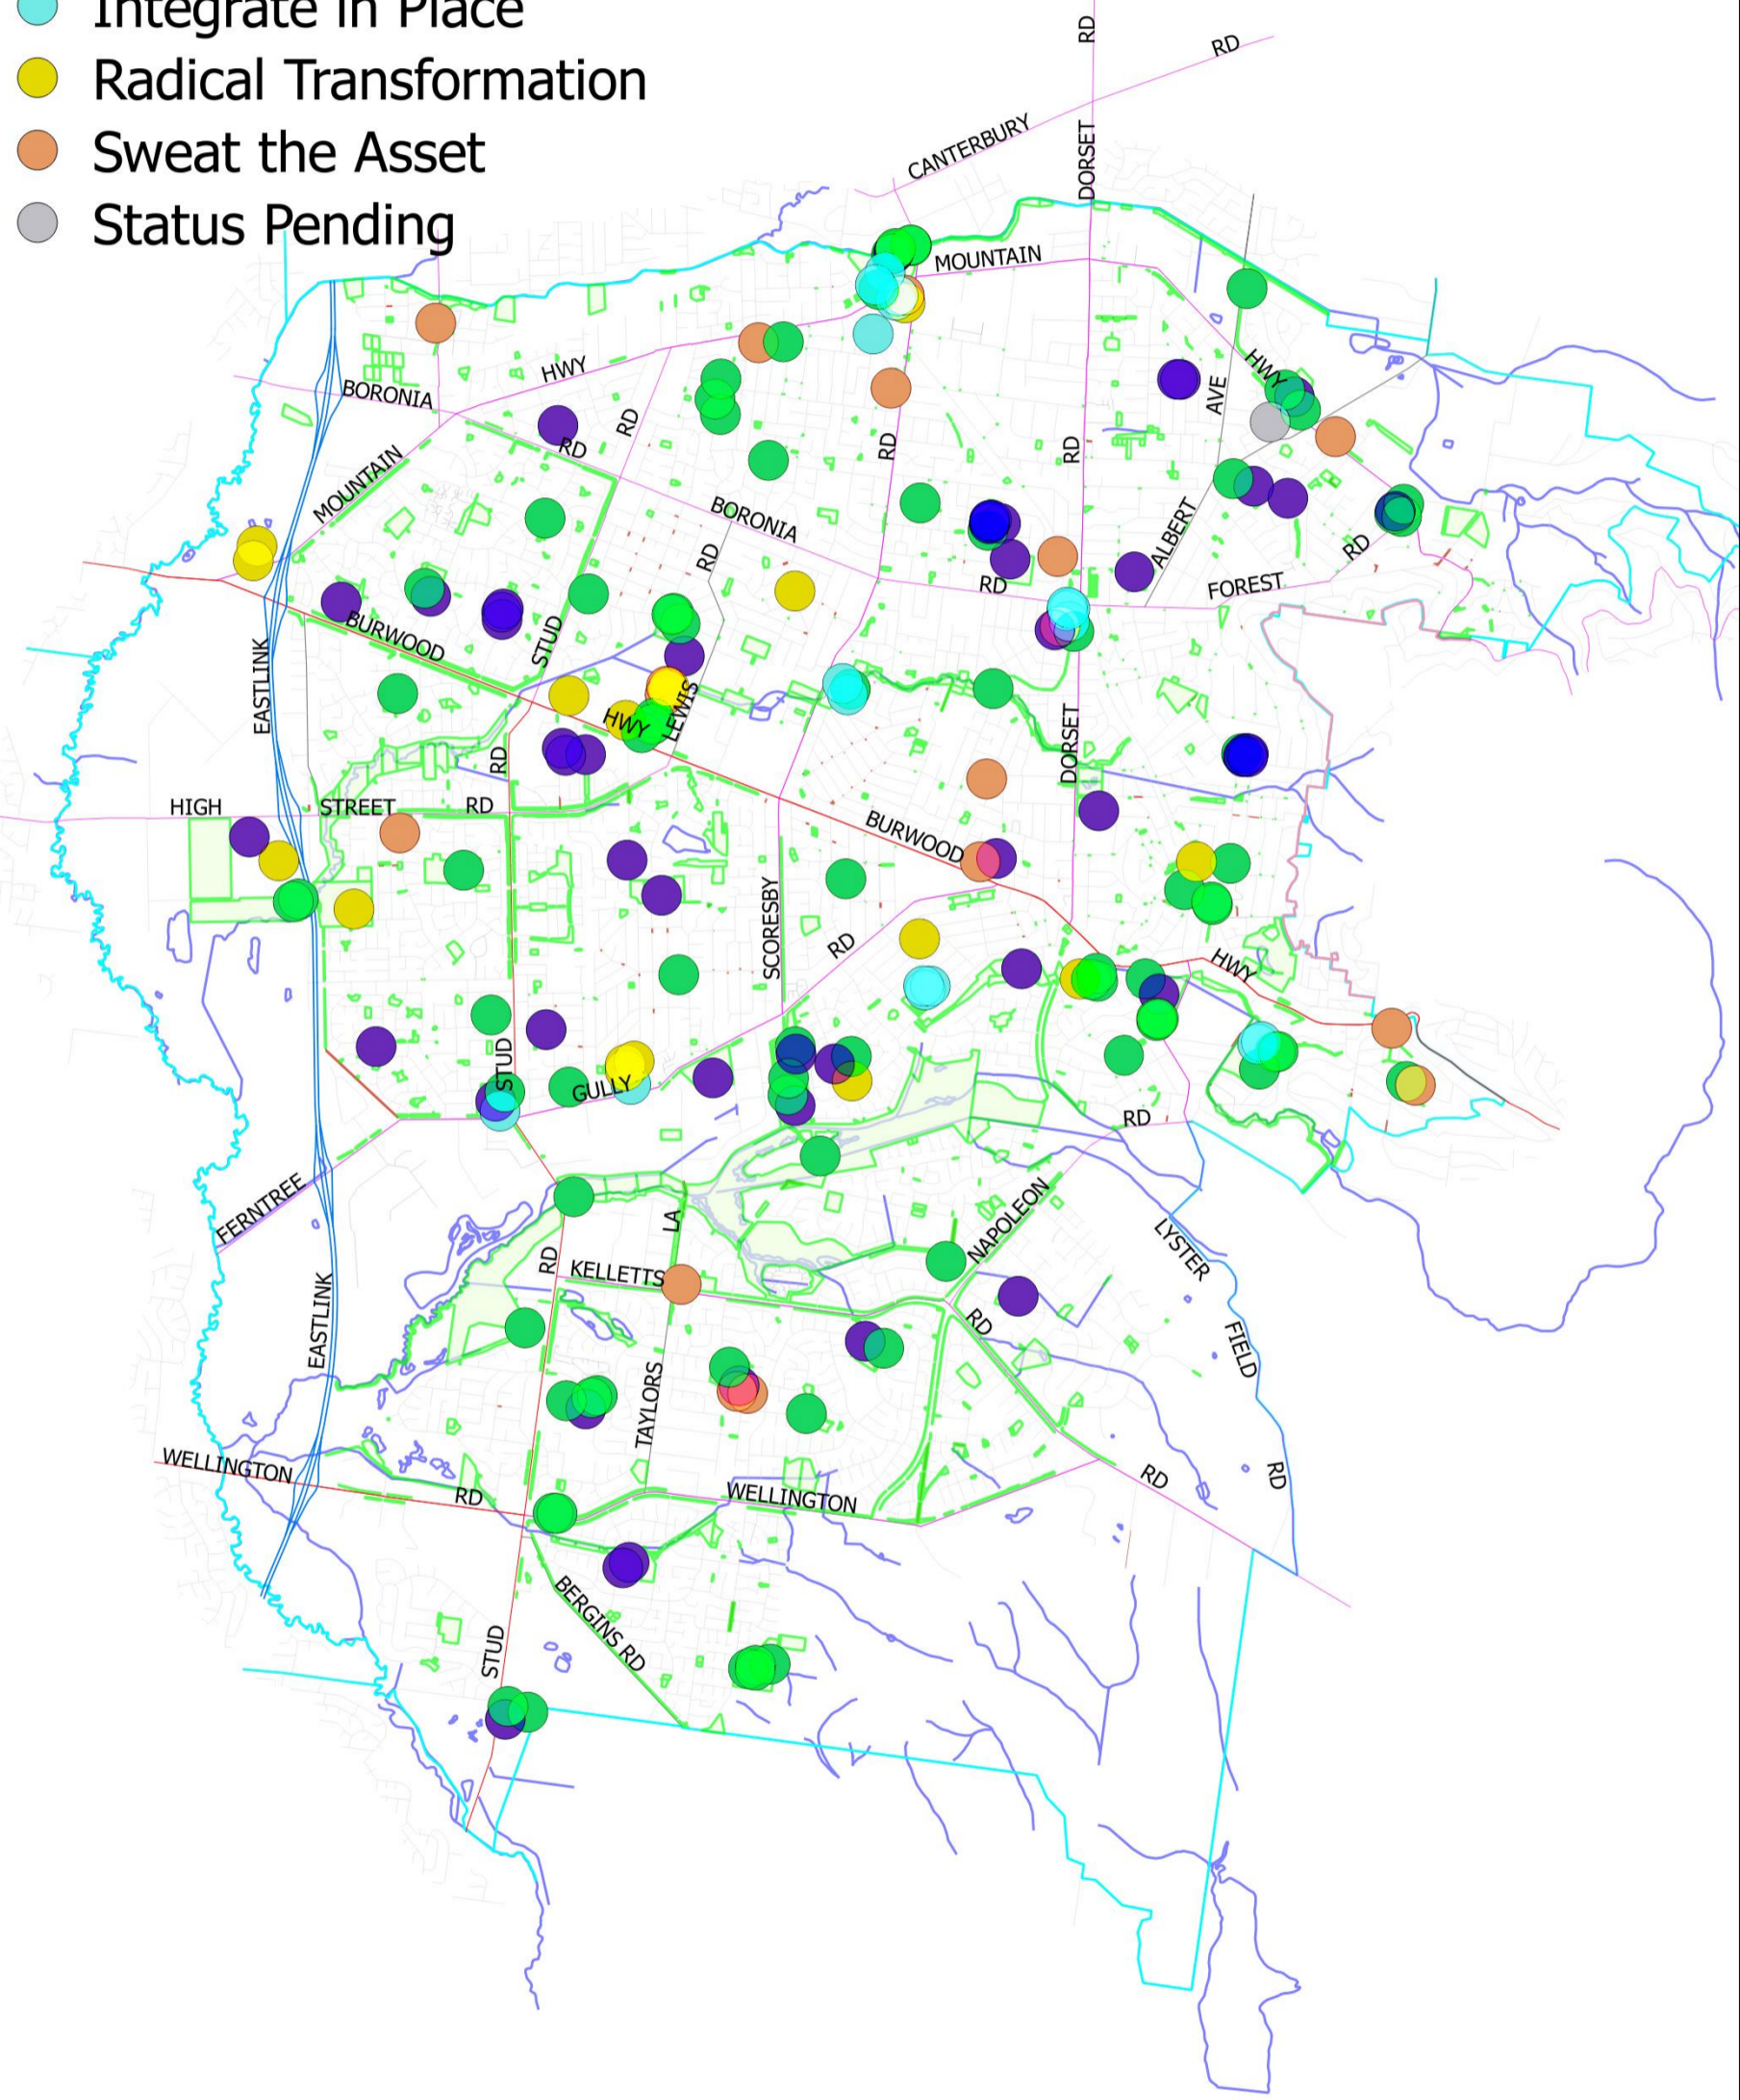 Integrate in Place
Radical Transformation
Sweat the Asset
Status Pending
RD
RD
CANTERBURY
DORSET
MOUNTAIN
HWY
BORONIA
HWY
AVE
RD
RD
RD
RD
MOUNTAIN
BORONIA
ALBERT
RD
RD
RD
FOREST
BURWOOD
STUD
EASTLINK
LEWIS
HWY
DORSET
RD
HIGH
STREET
RD
BURWOOD
SCORESBY
RD
HWY
STUD
GULLY
RD
FERNTREE
LA
NAPOLEON
LYSTER
RD
KELLETTS
EASTLINK
RD
FIELD
TAYLORS
WELLINGTON
RD
WELLINGTON
RD
RD
BERGINS RD
STUD